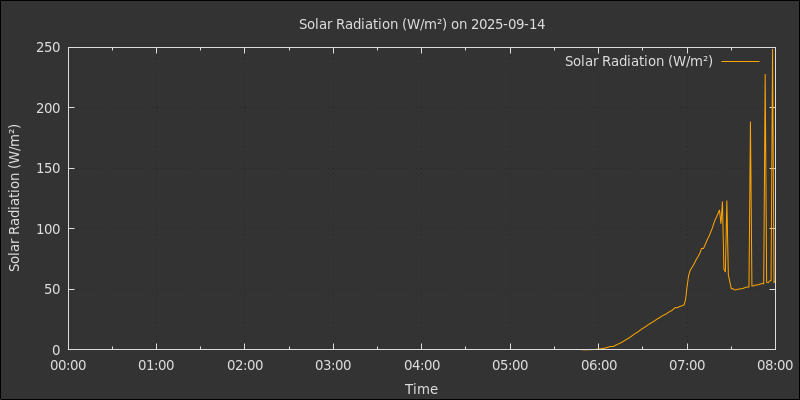 Solar Radiation (W/m²) on 2025-09-14
Solar Radiation (W/m²)
Solar Radiation (W/m²)
250
200
150
100
50
0
00:00 01:00 02:00 03:00 04:00 05:00 06:00 07:00 08:00
Time